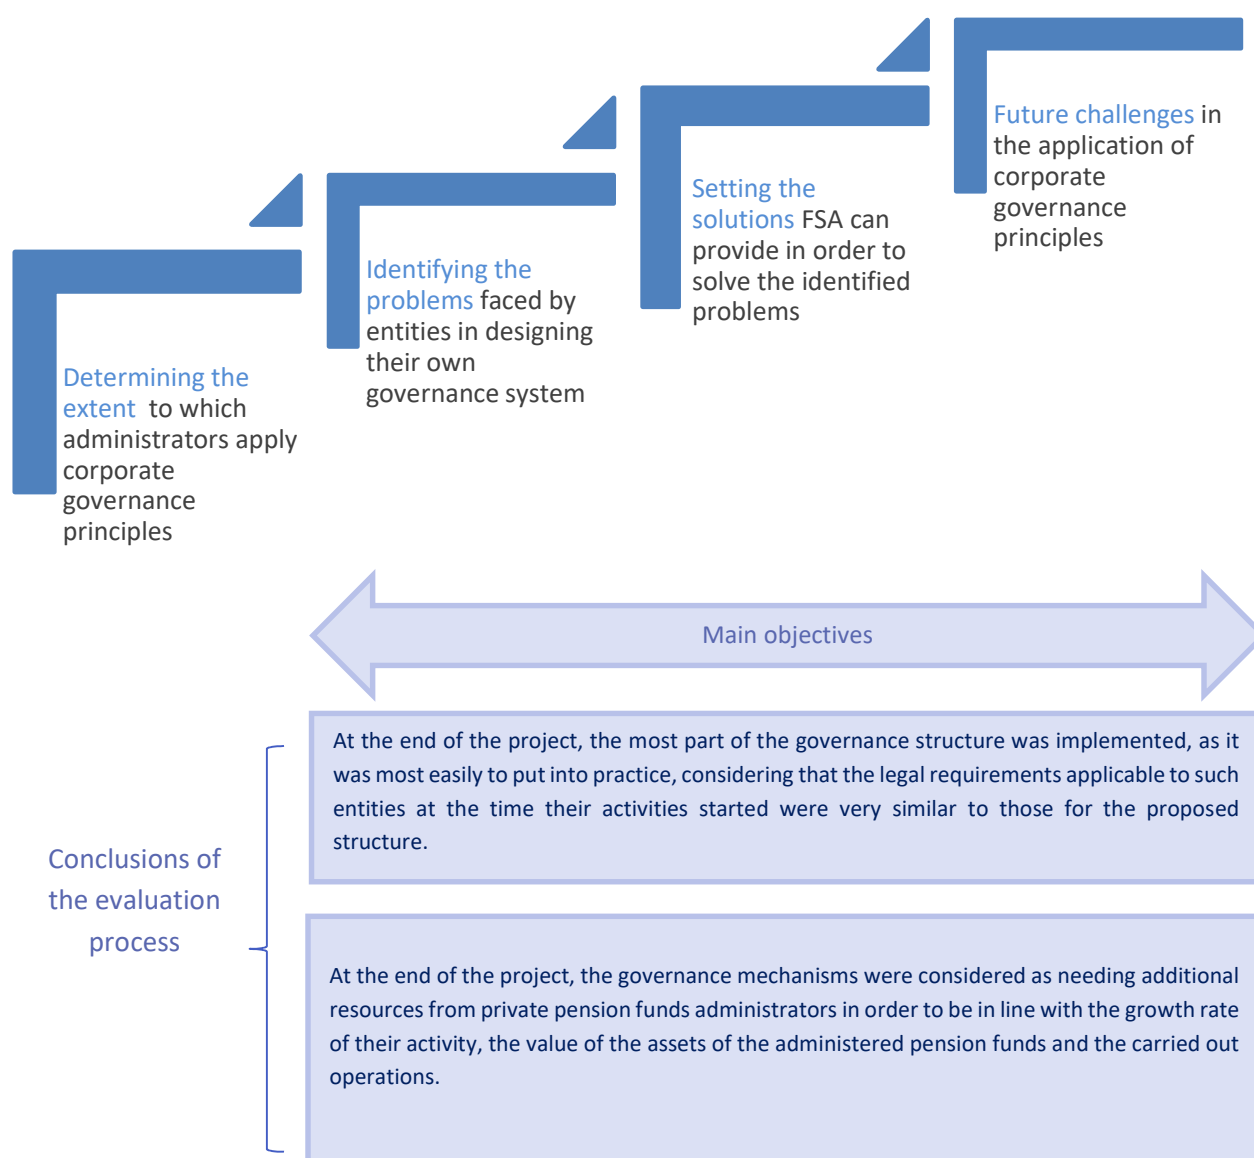 Determining the
extent to which
administrators apply
corporate
governance
principles
Identifying the
problems faced by
entities in designing
their own
governance system
Setting the
solutions FSA can
provide in order to
solve the identified
problems
Future challenges in
the application of
corporate
governance
principles
Main objectives
Conclusions of
the evaluation
process
At the end of the project, the most part of the governance structure was implemented, as it
was most easily to put into practice, considering that the legal requirements applicable to such
entities at the time their activities started were very similar to those for the proposed
structure.
At the end of the project, the governance mechanisms were considered as needing additional
resources from private pension funds administrators in order to be in line with the growth rate
of their activity, the value of the assets of the administered pension funds and the carried out
operations.